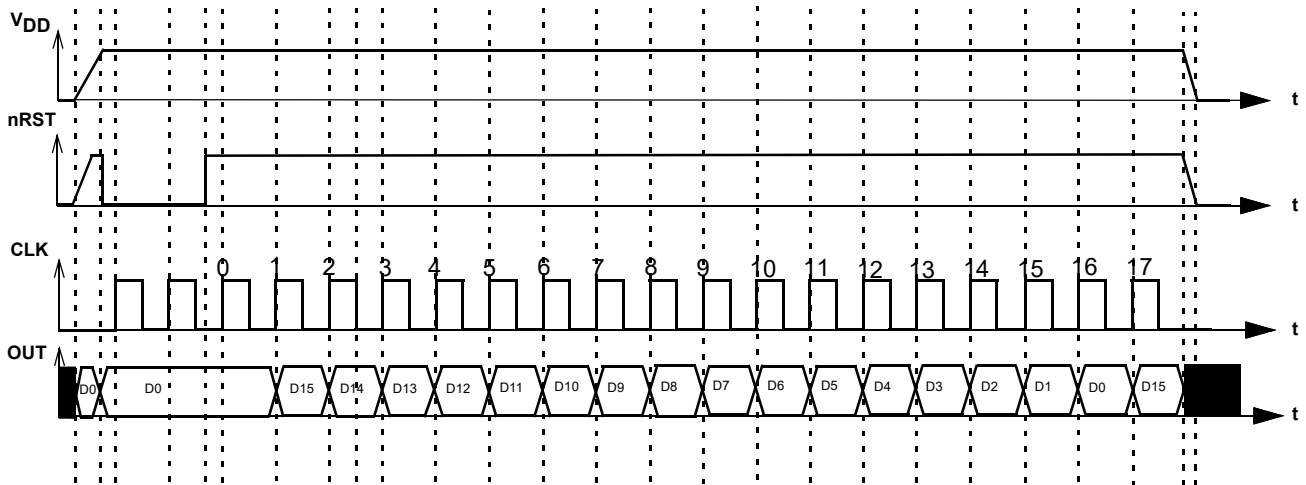 VDD
t
nRST
t
CLK
0 1 2 3 4 5 6 7 8 9 10 11 12 13 14 15 16 17
t
OUT
D0 D0 D15 D14 D13 D12 D11 D10 D9 D8 D7 D6 D5 D4 D3 D2 D1 D0 D15
t